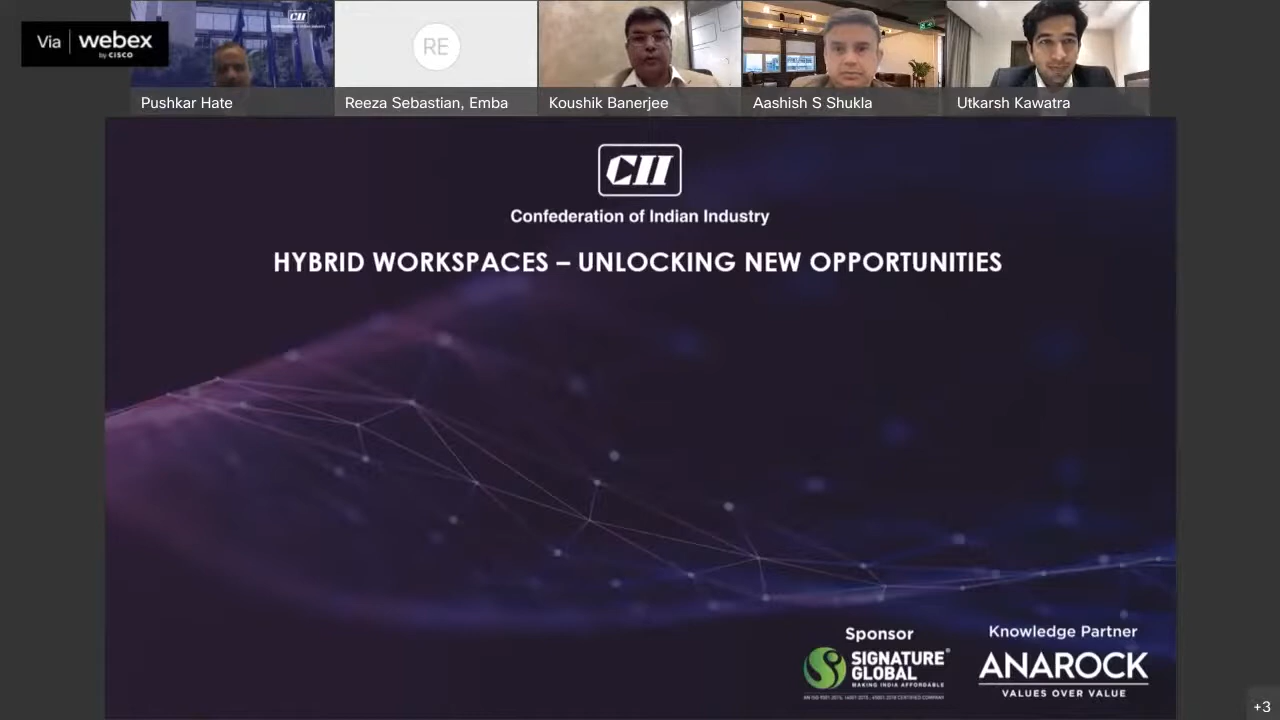 Via webex
by CISCO
CII
RE
Pushkar Hate
Reeza Sebastian, Emba
Koushik Banerjee
Aashish S Shukla
Utkarsh Kawatra
CII
Confederation of Indian Industry
HYBRID WORKSPACES – UNLOCKING NEW OPPORTUNITIES
Sponsor
SIGNATURE
GLOBAL
MAKING INDIA AFFORDABLE
Knowledge Partner
ANAROCK
VALUES OVER VALUE
+3